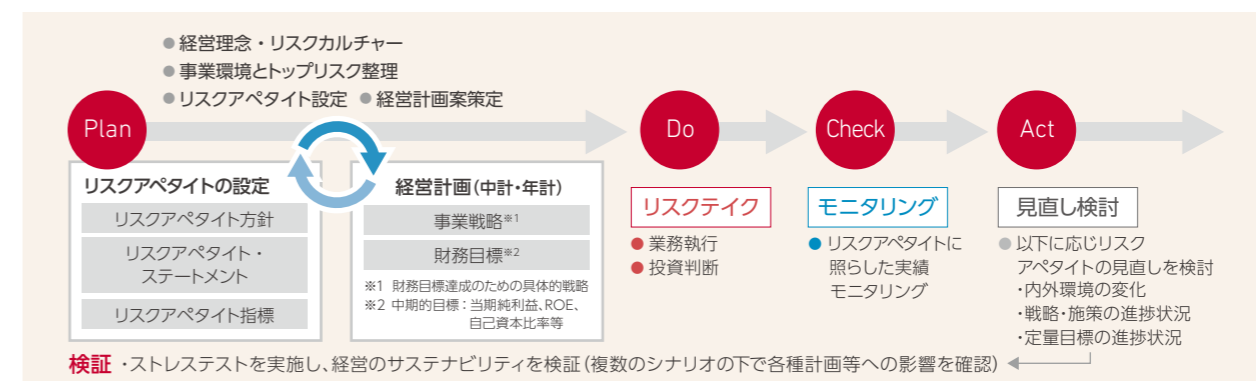 ● 経営理念・リスクカルチャー
● 事業環境とトップリスク整理
● リスクアペタイト設定 ● 経営計画案策定
Plan
リスクアペタイトの設定
リスクアペタイト方針
リスクアペタイト・
ステートメント
リスクアペタイト指標
経営計画(中計・年計)
事業戦略※1
財務目標※2
※1 財務目標達成のための具体的戦略
※2 中期的目標：当期純利益、ROE、
自己資本比率等
Do
リスクテイク
● 業務執行
● 投資判断
Check
モニタリング
● リスクアペタイトに
照らした実績
モニタリング
Act
見直し検討
● 以下に応じリスク
アペタイトの見直しを検討
・内外環境の変化
・戦略・施策の進捗状況
・定量目標の進捗状況
検証 ・ストレステストを実施し、経営のサステナビリティを検証(複数のシナリオの下で各種計画等への影響を確認)